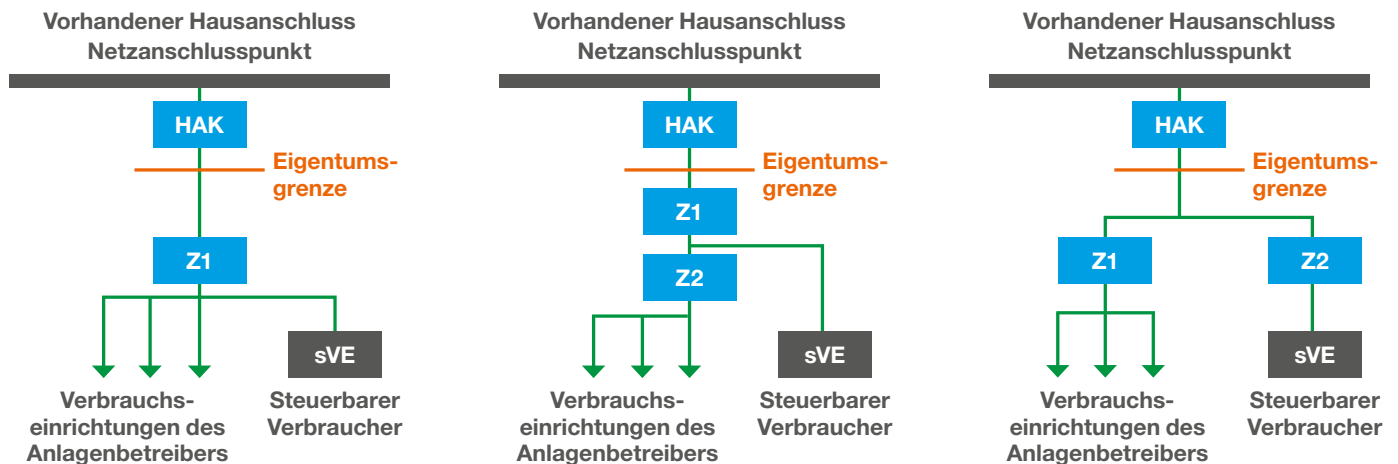 Vorhandener Hausanschluss
Netzanschlusspunkt
HAK
Eigentums-
grenze
Z1
sVE
Verbrauchs-
einrichtungen des
Anlagenbetreibers
Steuerbarer
Verbraucher
Vorhandener Hausanschluss
Netzanschlusspunkt
HAK
Eigentums-
grenze
Z1
Z2
sVE
Verbrauchs-
einrichtungen des
Anlagenbetreibers
Steuerbarer
Verbraucher
Vorhandener Hausanschluss
Netzanschlusspunkt
HAK
Eigentums-
grenze
Z1
Z2
sVE
Verbrauchs-
einrichtungen des
Anlagenbetreibers
Steuerbarer
Verbraucher